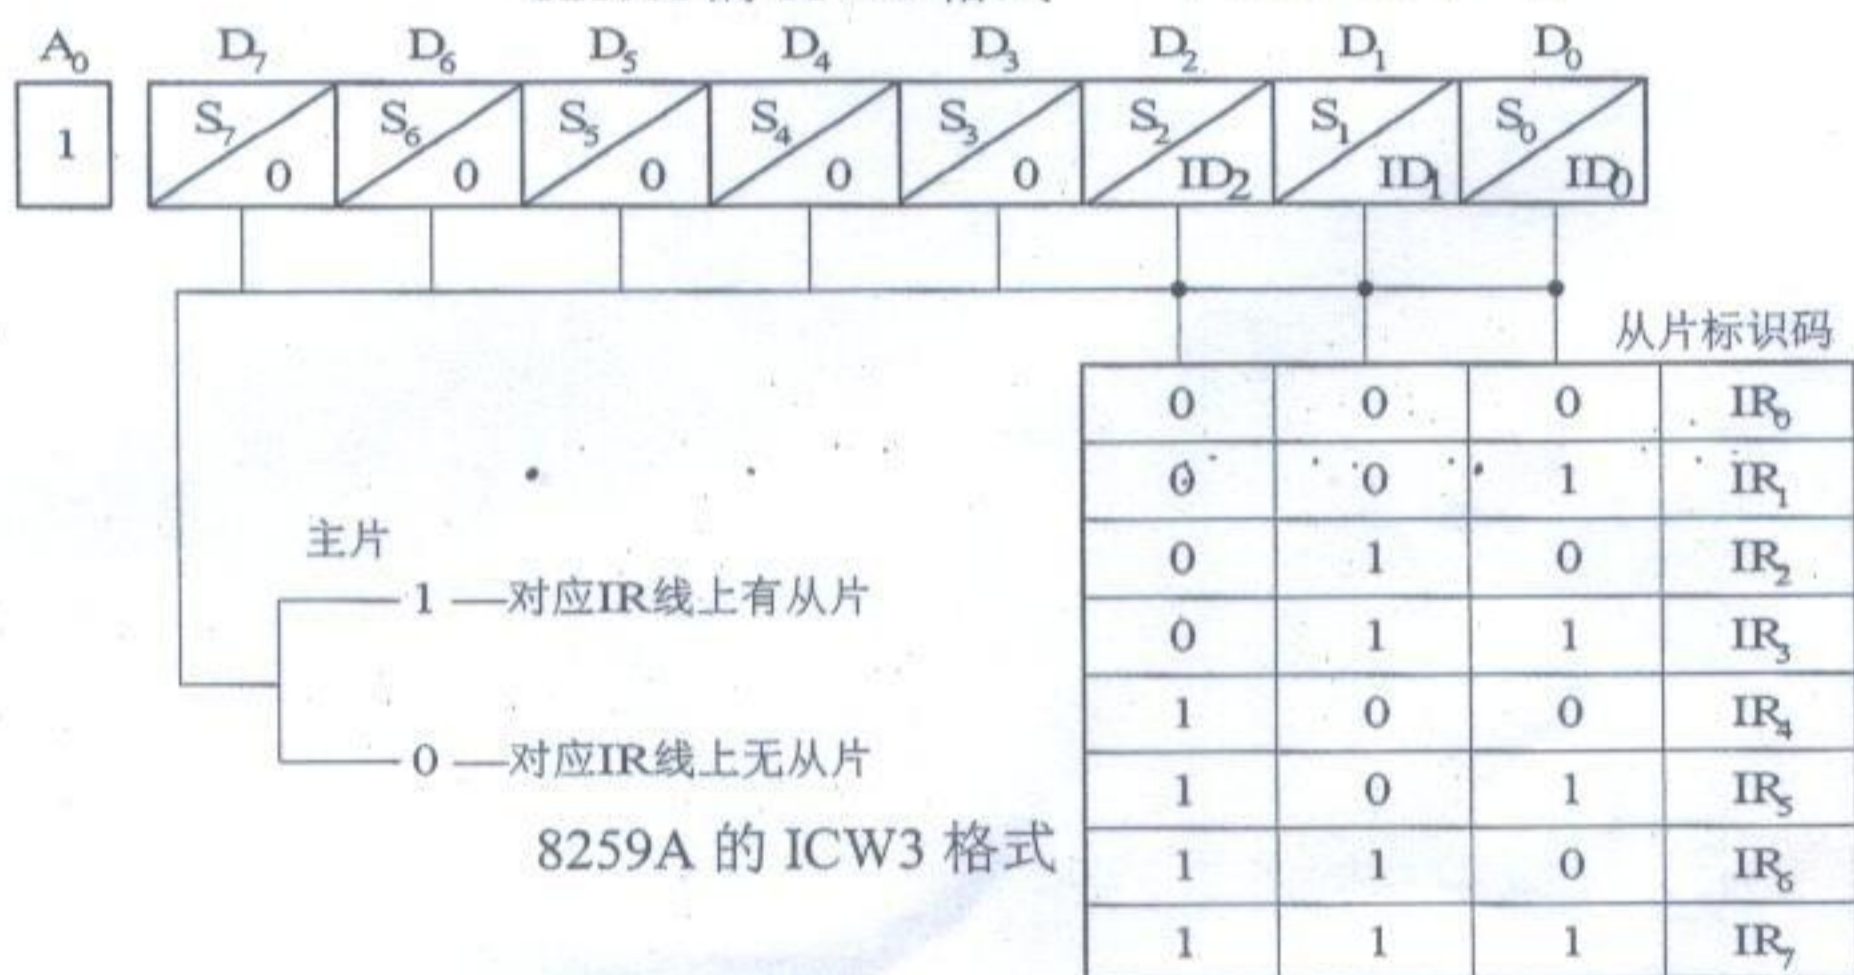 格式
A₀ D₇ D₆ D₅ D₄ D₃ D₂ D₁ D₀
1 S₇ 0 S₆ 0 S₅ 0 S₄ 0 S₃ 0 S₂ ID2 S₁ ID1 S₀ ID0
从片标识码
0 0 0 IR₀
0 0 1 IR₁
0 1 0 IR₂
0 1 1 IR₃
1 0 0 IR₄
1 0 1 IR₅
1 1 0 IR₆
1 1 1 IR₇
主片
1 —对应IR线上有从片
0 —对应IR线上无从片
8259A 的 ICW3 格式